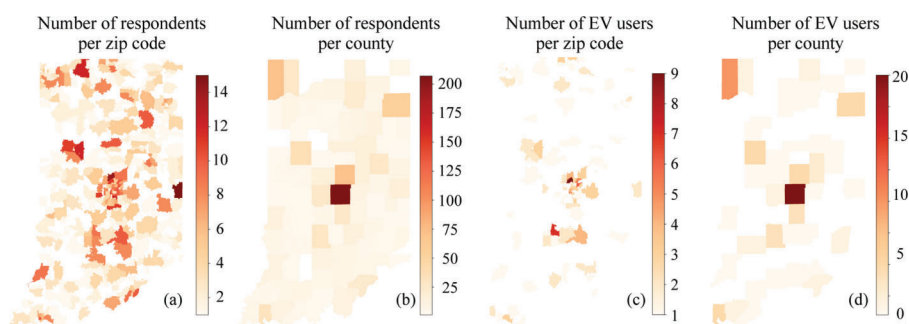 Number of respondents
per zip code
14
12
10
8
6
4
2
(a)
Number of respondents
per county
200
175
150
125
100
75
50
25
(b)
Number of EV users
per zip code
9
8
7
6
5
4
3
2
1
(c)
Number of EV users
per county
20
15
10
5
0
(d)